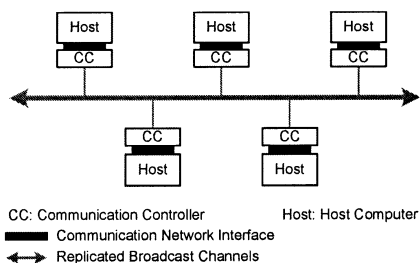 Host Host Host
CC CC CC
CC CC
Host Host
CC: Communication Controller Host: Host Computer
Communication Network Interface
Replicated Broadcast Channels